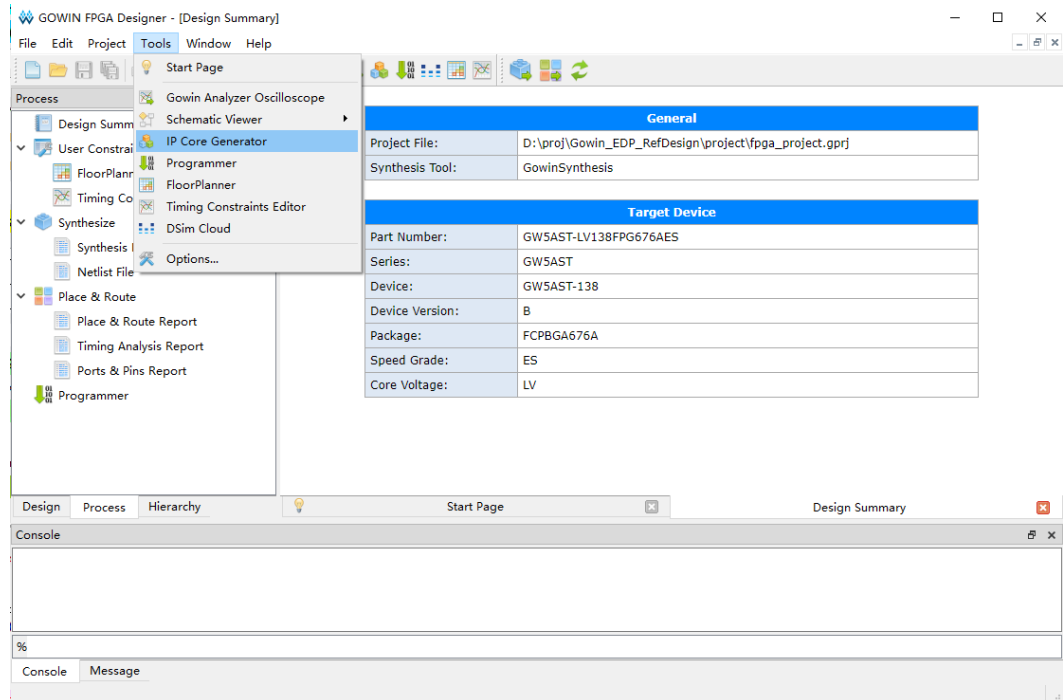 GOWIN FPGA Designer - [Design Summary]
File Edit Project Tools Window Help
Start Page
Gowin Analyzer Oscilloscope
Schematic Viewer
IP Core Generator
Programmer
FloorPlanner
Timing Constraints Editor
DSim Cloud
Options...
Process
Design Summ
User Constrai
FloorPlann
Timing Co
Synthesize
Synthesis
Netlist File
Place & Route
Place & Route Report
Timing Analysis Report
Ports & Pins Report
Programmer
General
Project File: D:\proj\Gowin_EDP_RefDesign\project\fpga_project.gprj
Synthesis Tool: GowinSynthesis
Target Device
Part Number: GW5AST-LV138FPG676AES
Series: GW5AST
Device: GW5AST-138
Device Version: B
Package: FCPBGA676A
Speed Grade: ES
Core Voltage: LV
Design Process Hierarchy
Start Page Design Summary
Console
%
Console Message